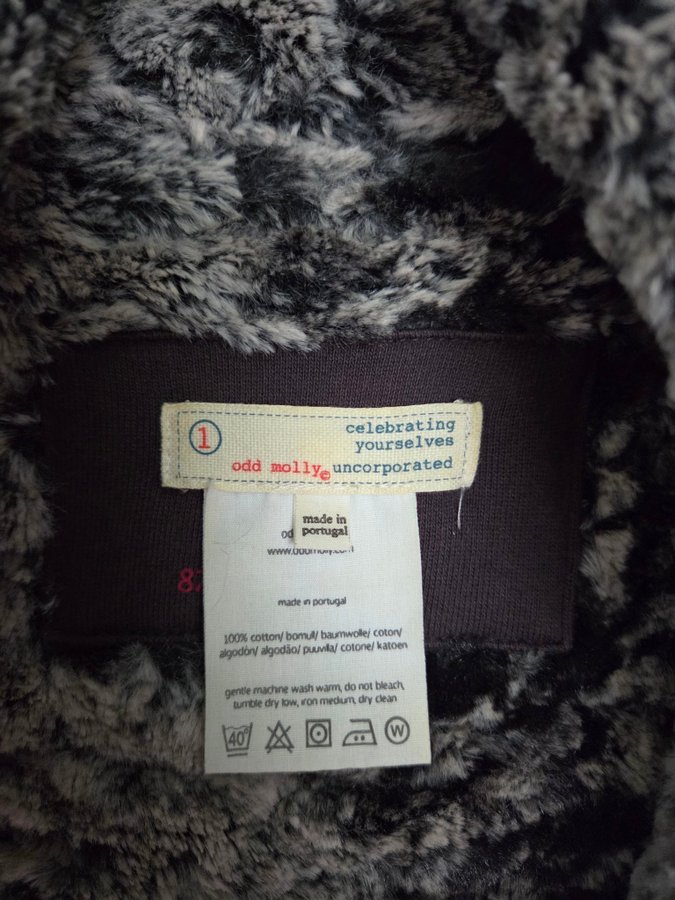 1
celebrating
yourselves
odd molly© uncorporated
made in
portugal
od
made in portugal
100% cotton/ bomull/ baumwolle/ coton/
algodón/ algodão/ puuvilla/ cotone/ katoen
gentle machine wash warm, do not bleach,
tumble dry low, iron medium, dry clean
40° W